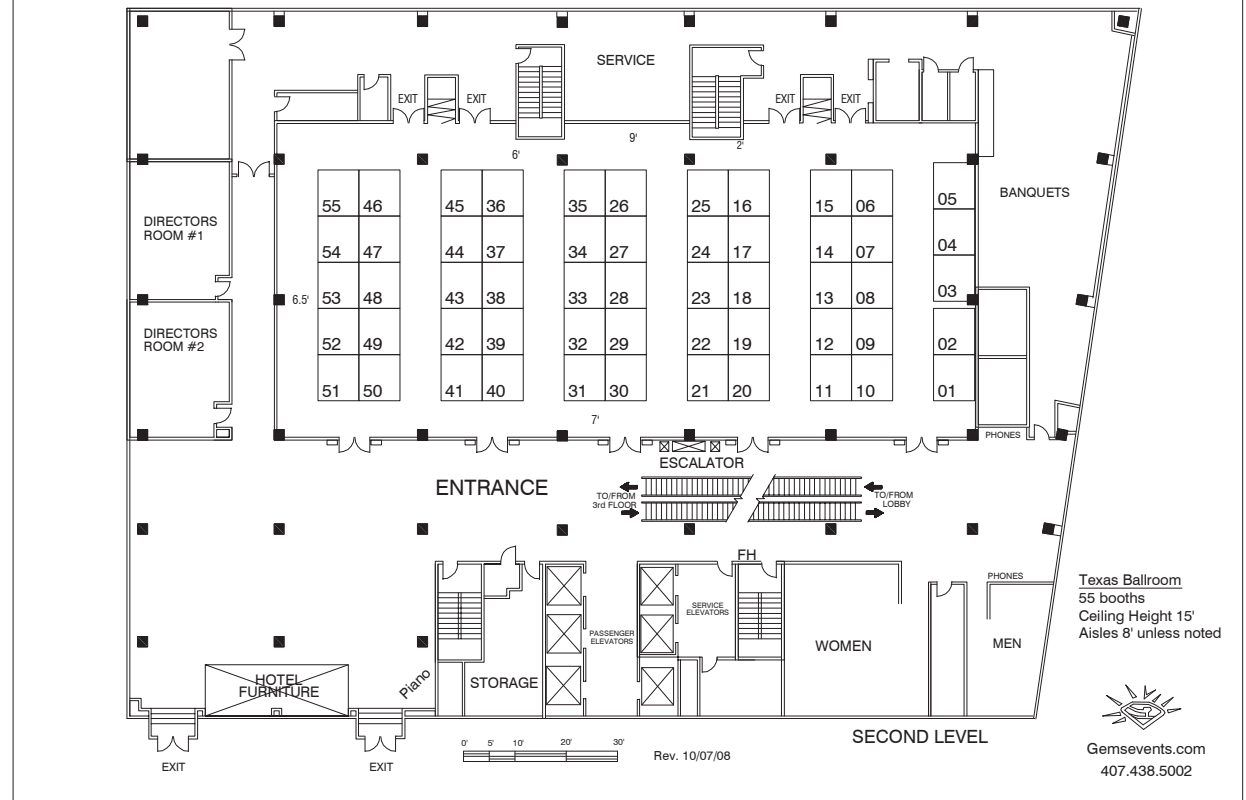 SERVICE
EXIT
EXIT
EXIT
EXIT
9'
2'
6'
DIRECTORS
ROOM #1
BANQUETS
55 46
45 36
35 26
25 16
15 06
05
54 47
44 37
34 27
24 17
14 07
04
53 48
43 38
33 28
23 18
13 08
03
6.5'
DIRECTORS
ROOM #2
52 49
42 39
32 29
22 19
12 09
02
51 50
41 40
31 30
21 20
11 10
01
7'
PHONES
ESCALATOR
ENTRANCE
TO/FROM
3rd FLOOR
TO/FROM
LOBBY
FH
PHONES
SERVICE
ELEVATORS
PASSENGER
ELEVATORS
WOMEN
MEN
Texas Ballroom
55 booths
Ceiling Height 15'
Aisles 8' unless noted
HOTEL
FURNITURE
Piano
STORAGE
SECOND LEVEL
EXIT
EXIT
0' 5' 10' 20' 30'
Rev. 10/07/08
Gemsevents.com
407.438.5002